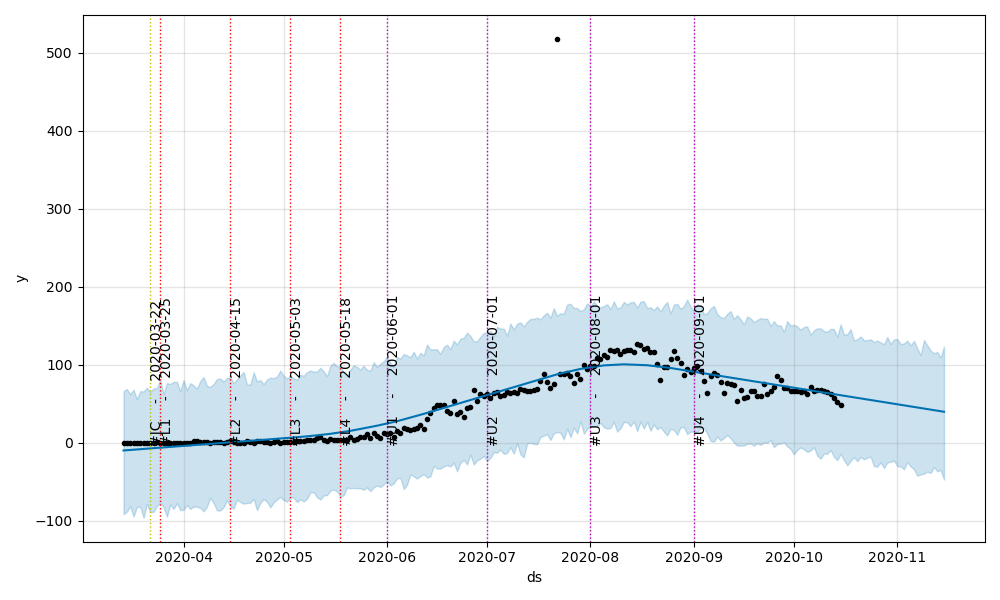 500
400
300
200
100
0
−100
y
#JC - 2020-03-22
#L1 - 2020-03-25
#L2 - 2020-04-15
#L3 - 2020-05-03
#L4 - 2020-05-18
#U1 - 2020-06-01
#U2 - 2020-07-01
#U3 - 2020-08-01
#U4 - 2020-09-01
2020-04
2020-05
2020-06
2020-07
2020-08
2020-09
2020-10
2020-11
ds